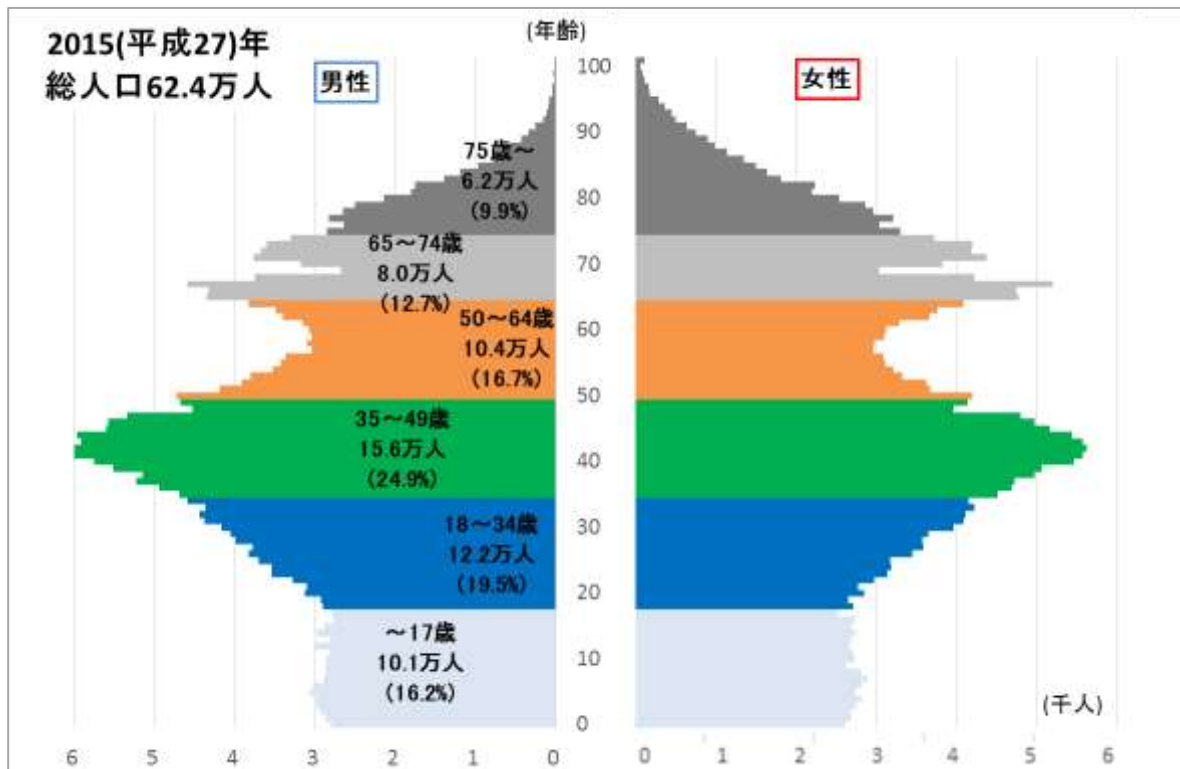 2015(平成27)年
総人口62.4万人
男性
(年齢)
女性
100
90
80
70
60
50
40
30
20
10
0
75歳～
6.2万人
(9.9%)
65～74歳
8.0万人
(12.7%)
50～64歳
10.4万人
(16.7%)
35～49歳
15.6万人
(24.9%)
18～34歳
12.2万人
(19.5%)
～17歳
10.1万人
(16.2%)
(千人)
6 5 4 3 2 1 0
0 1 2 3 4 5 6